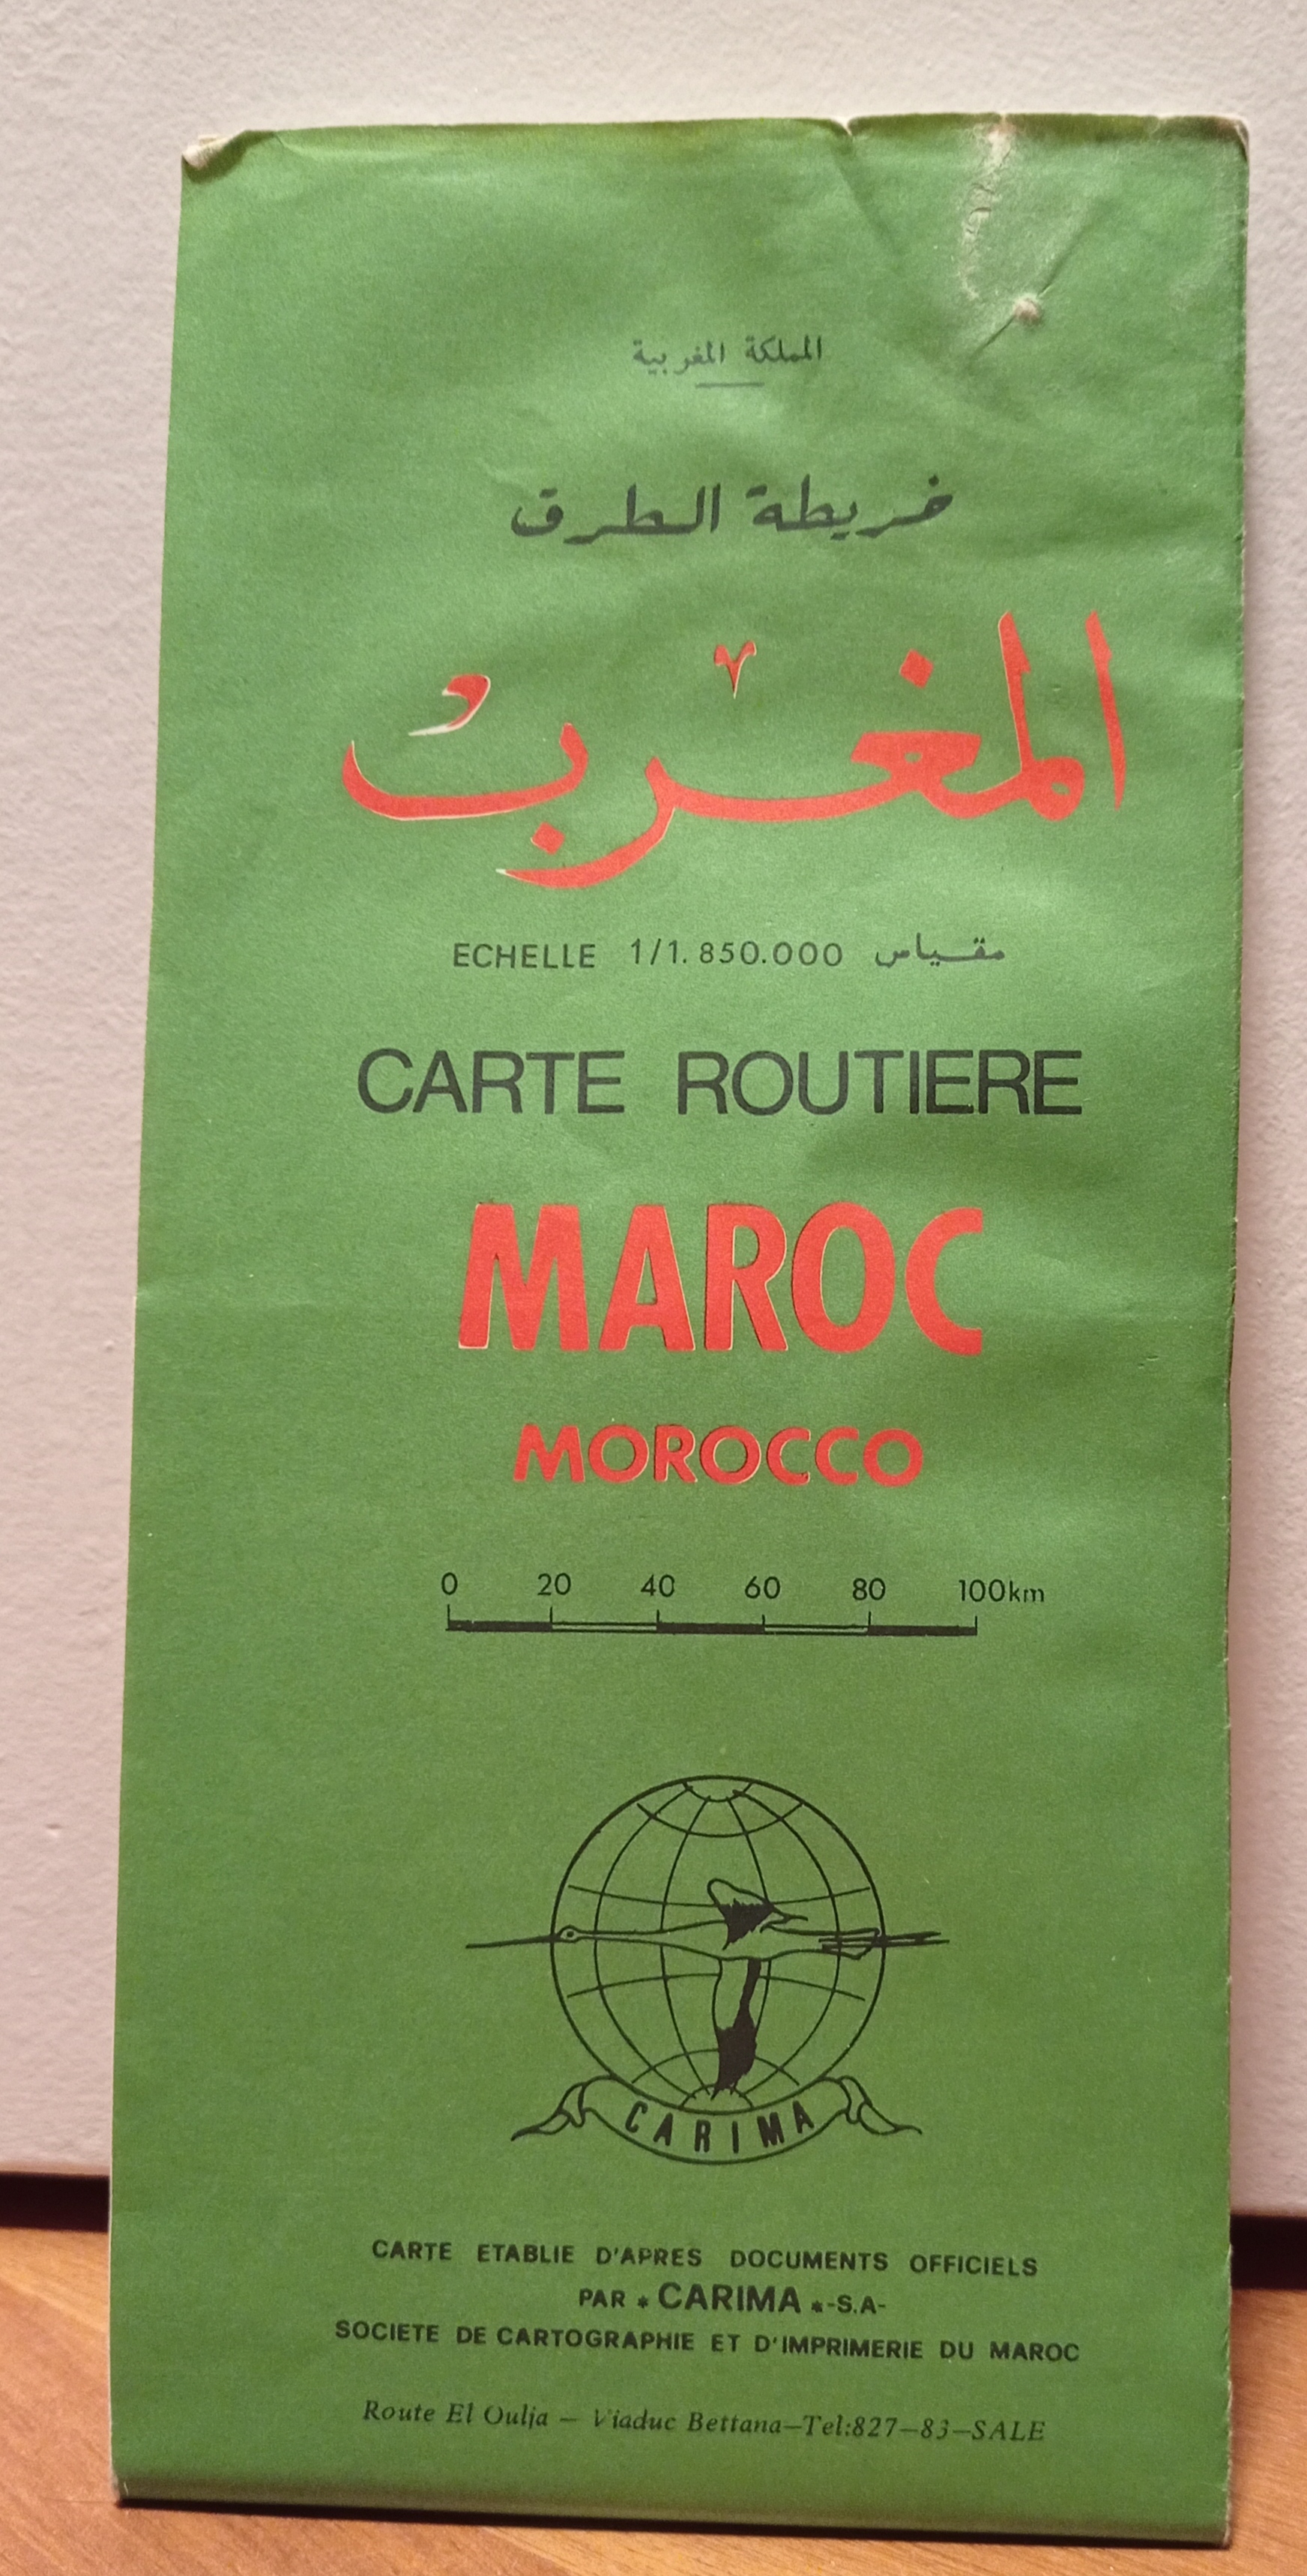 المملكة المغربية
خريطة الطرق
المغرب
ECHELLE 1/1.850.000 مقياس
CARTE ROUTIERE
MAROC
MOROCCO
0 20 40 60 80 100km
CARIMA
CARTE ETABLIE D'APRES DOCUMENTS OFFICIELS
PAR * CARIMA *-S.A-
SOCIETE DE CARTOGRAPHIE ET D'IMPRIMERIE DU MAROC
Route El Oulja – Viaduc Bettana–Tel:827–83–SALE